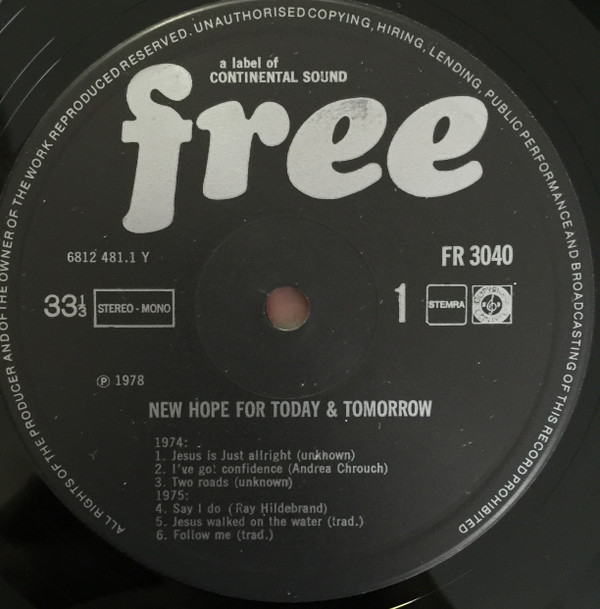 ALL RIGHTS OF THE PRODUCER AND OF THE OWNER OF THE WORK REPRODUCED RESERVED. UNAUTHORISED COPYING, HIRING, LENDING, PUBLIC PERFORMANCE AND BROADCASTING OF THIS RECORD PROHIBITED
a label of
CONTINENTAL SOUND
free
6812 481.1 Y
FR 3040
33⅓ STEREO - MONO
1 STEMRA
℗ 1978
NEW HOPE FOR TODAY & TOMORROW
1974:
1. Jesus is Just allright (unknown)
2. I've go: confidence (Andrea Chrouch)
3. Two roads (unknown)
1975:
4. Say I do (Ray Hildebrand)
5. Jesus walked on the water (trad.)
6. Follow me (trad.)